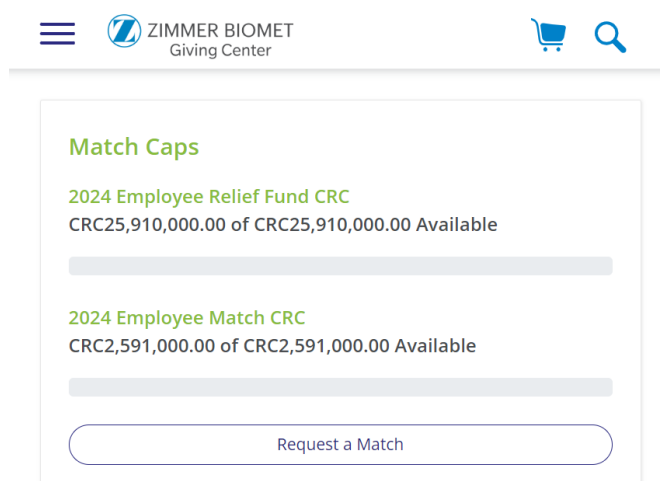 ZIMMER BIOMET
Giving Center
Match Caps
2024 Employee Relief Fund CRC
CRC25,910,000.00 of CRC25,910,000.00 Available
2024 Employee Match CRC
CRC2,591,000.00 of CRC2,591,000.00 Available
Request a Match